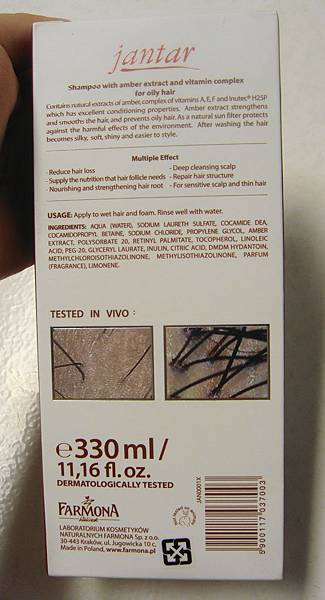 jantar
Shampoo with amber extract and vitamin complex
for oily hair
Contains natural extracts of amber, complex of vitamins A, E, F and Inutec® H25P
which has excellent conditioning properties. Amber extract strengthens
and smooths the hair, and prevents oily hair. As a natural sun filter protects
against the harmful effects of the environment. After washing the hair
becomes silky, soft, shiny and easier to style.
Multiple Effect
- Reduce hair loss
- Supply the nutrition that hair follicle needs
- Nourishing and strengthening hair root
- Deep cleansing scalp
- Repair hair structure
- For sensitive scalp and thin hair
USAGE: Apply to wet hair and foam. Rinse well with water.
INGREDIENTS: AQUA (WATER), SODIUM LAURETH SULFATE, COCAMIDE DEA,
COCAMIDOPROPYL BETAINE, SODIUM CHLORIDE, PROPYLENE GLYCOL, AMBER
EXTRACT, POLYSORBATE 20, RETINYL PALMITATE, TOCOPHEROL, LINOLEIC
ACID, PEG-20, GLYCERYL LAURATE, INULIN, CITRIC ACID, DMDM HYDANTOIN,
METHYLCHLOROISOTHIAZOLINONE, METHYLISOTHIAZOLINONE, PARFUM
(FRAGRANCE), LIMONENE.
TESTED IN VIVO :
e 330 ml /
11,16 fl. oz.
DERMATOLOGICALLY TESTED
FARMONA
LABORATORIUM KOSMETYKÓW
NATURALNYCH FARMONA Sp. z o.o.
30-443 Kraków, ul. Jugowicka 10 c,
Made in Poland, www.farmona.pl
JAN0001X
5900117037003